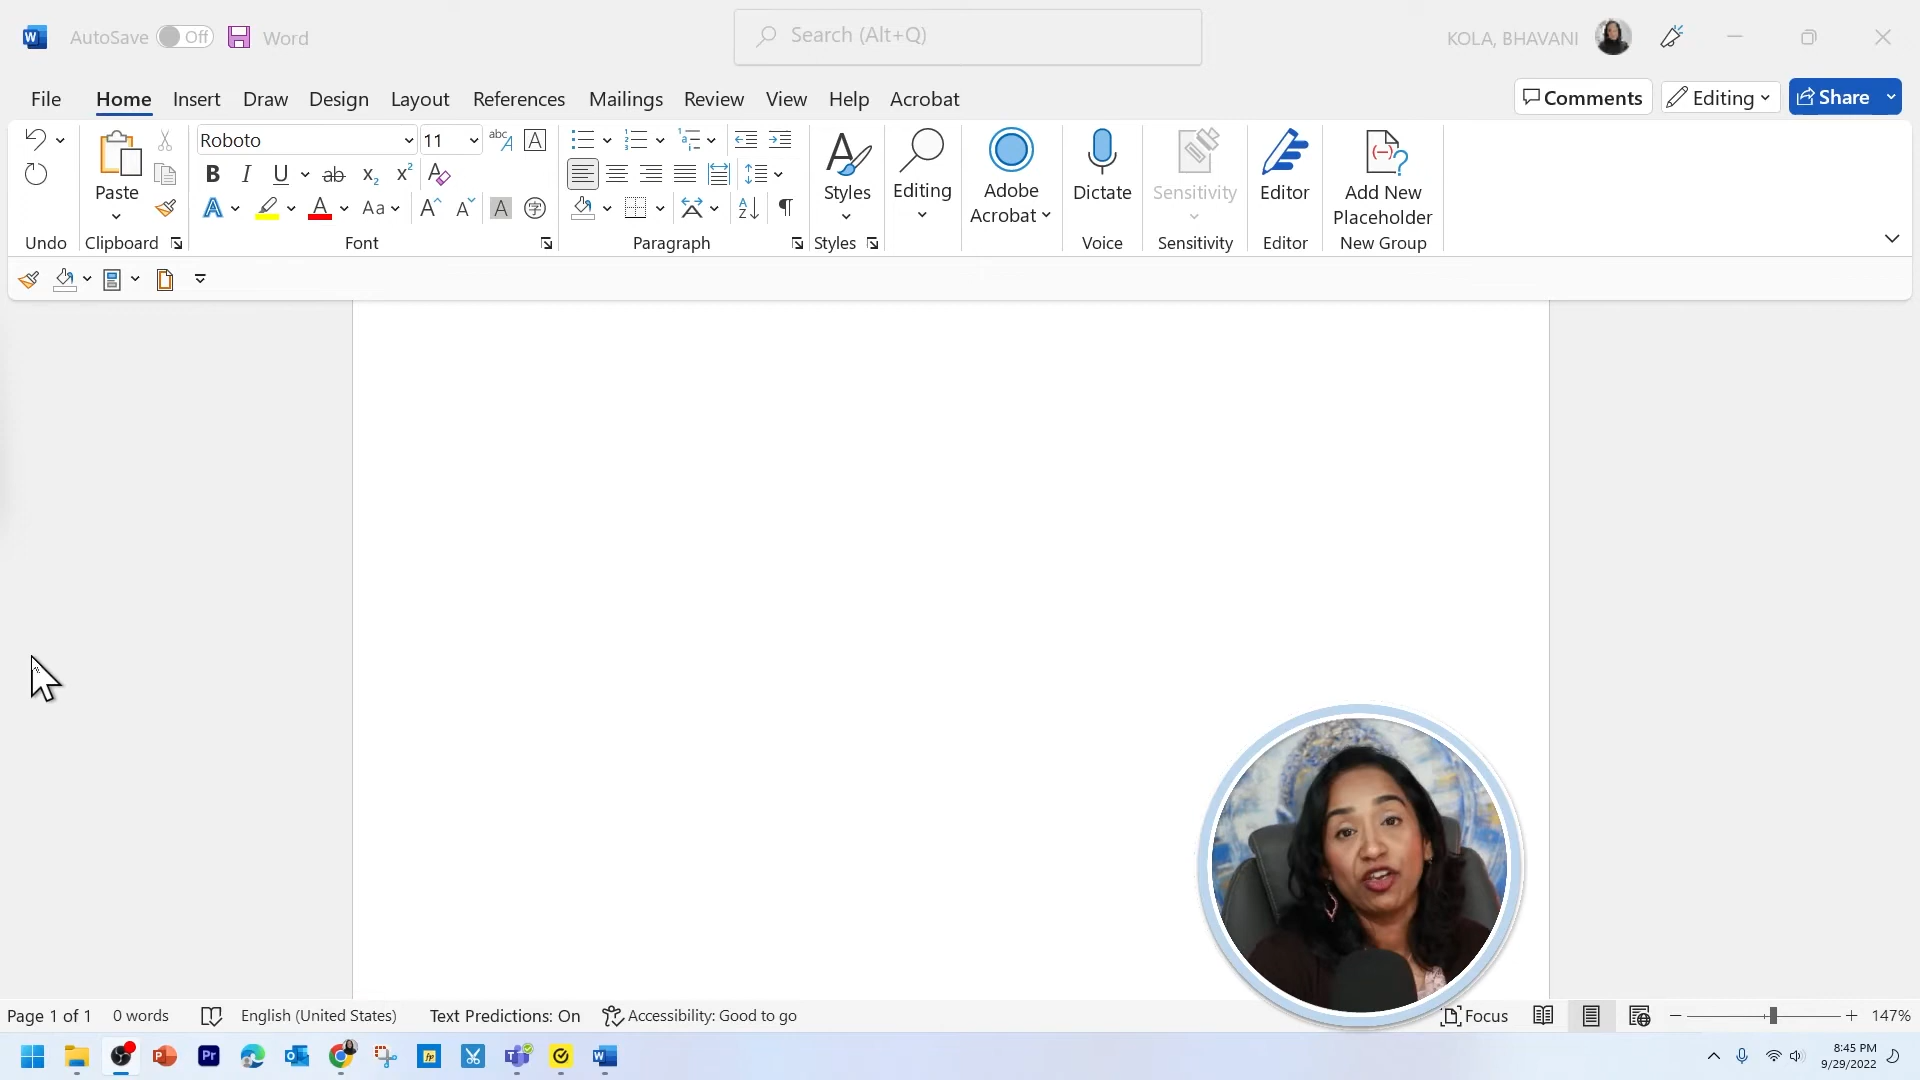 AutoSave Off Word Search (Alt+Q) KOLA, BHAVANI
File Home Insert Draw Design Layout References Mailings Review View Help Acrobat Comments Editing Share
Roboto 11
Paste
Styles
Editing
Adobe
Acrobat
Dictate
Sensitivity
Editor
Add New
Placeholder
Undo Clipboard Font Paragraph Styles Voice Sensitivity Editor New Group
Page 1 of 1 0 words English (United States) Text Predictions: On Accessibility: Good to go Focus 147%
8:45 PM
9/29/2022